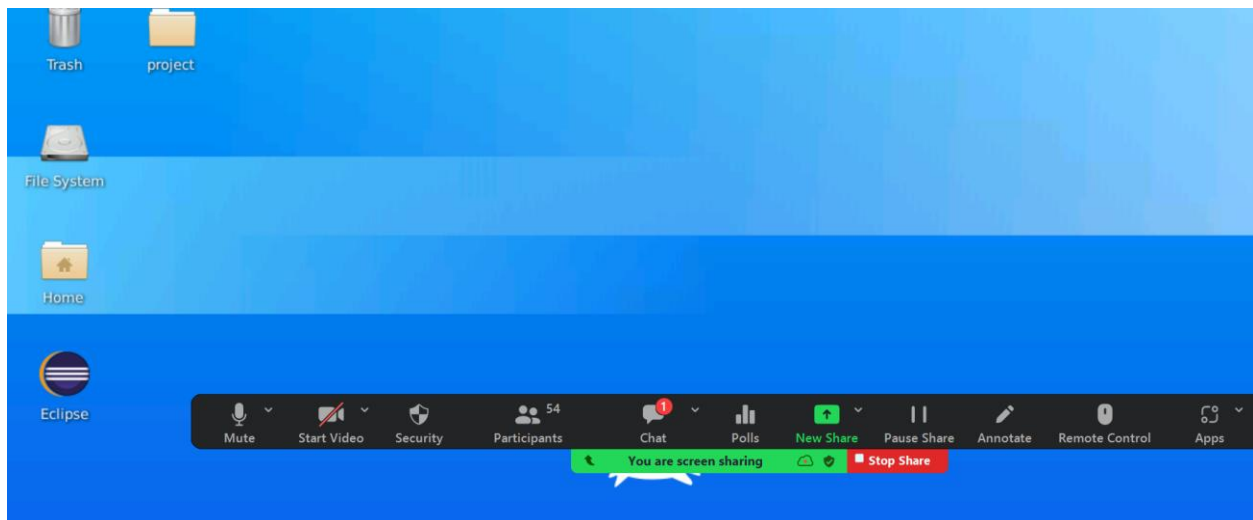 Trash
project
File System
Home
Eclipse
54
1
Mute
Start Video
Security
Participants
Chat
Polls
New Share
Pause Share
Annotate
Remote Control
Apps
You are screen sharing
Stop Share